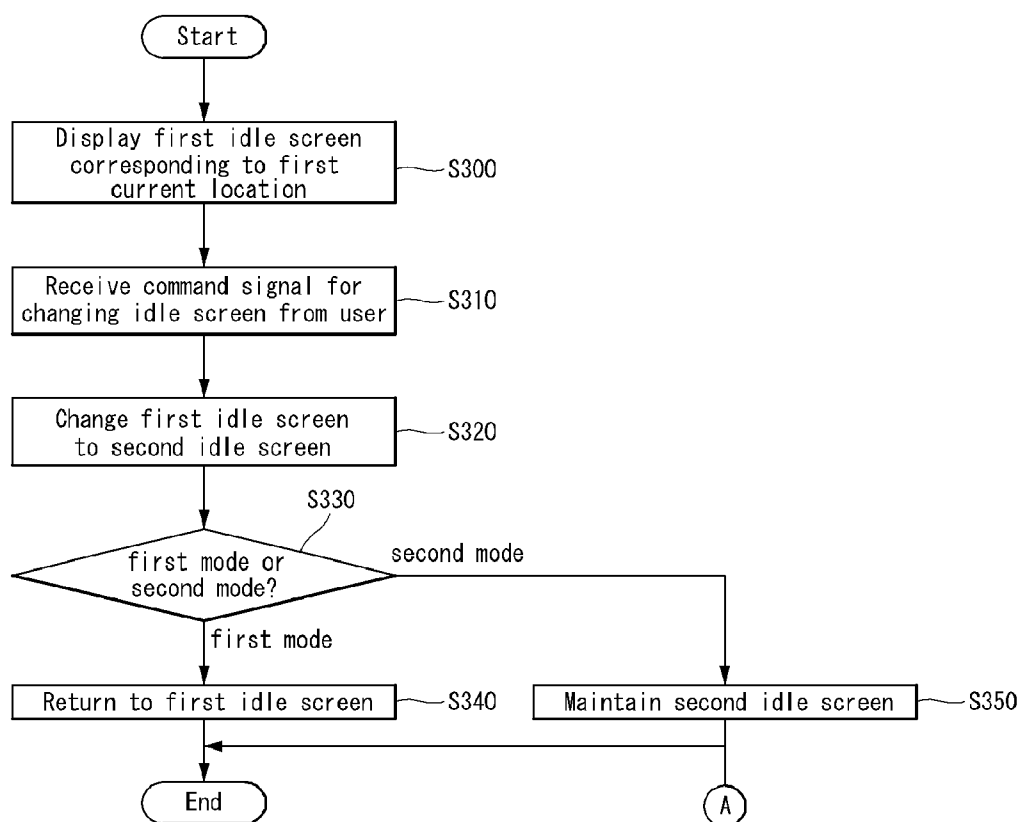 Start
Display first idle screen
corresponding to first
current location
S300
Receive command signal for
changing idle screen from user
S310
Change first idle screen
to second idle screen
S320
S330
first mode or
second mode?
second mode
first mode
Return to first idle screen
S340
Maintain second idle screen
S350
End
A